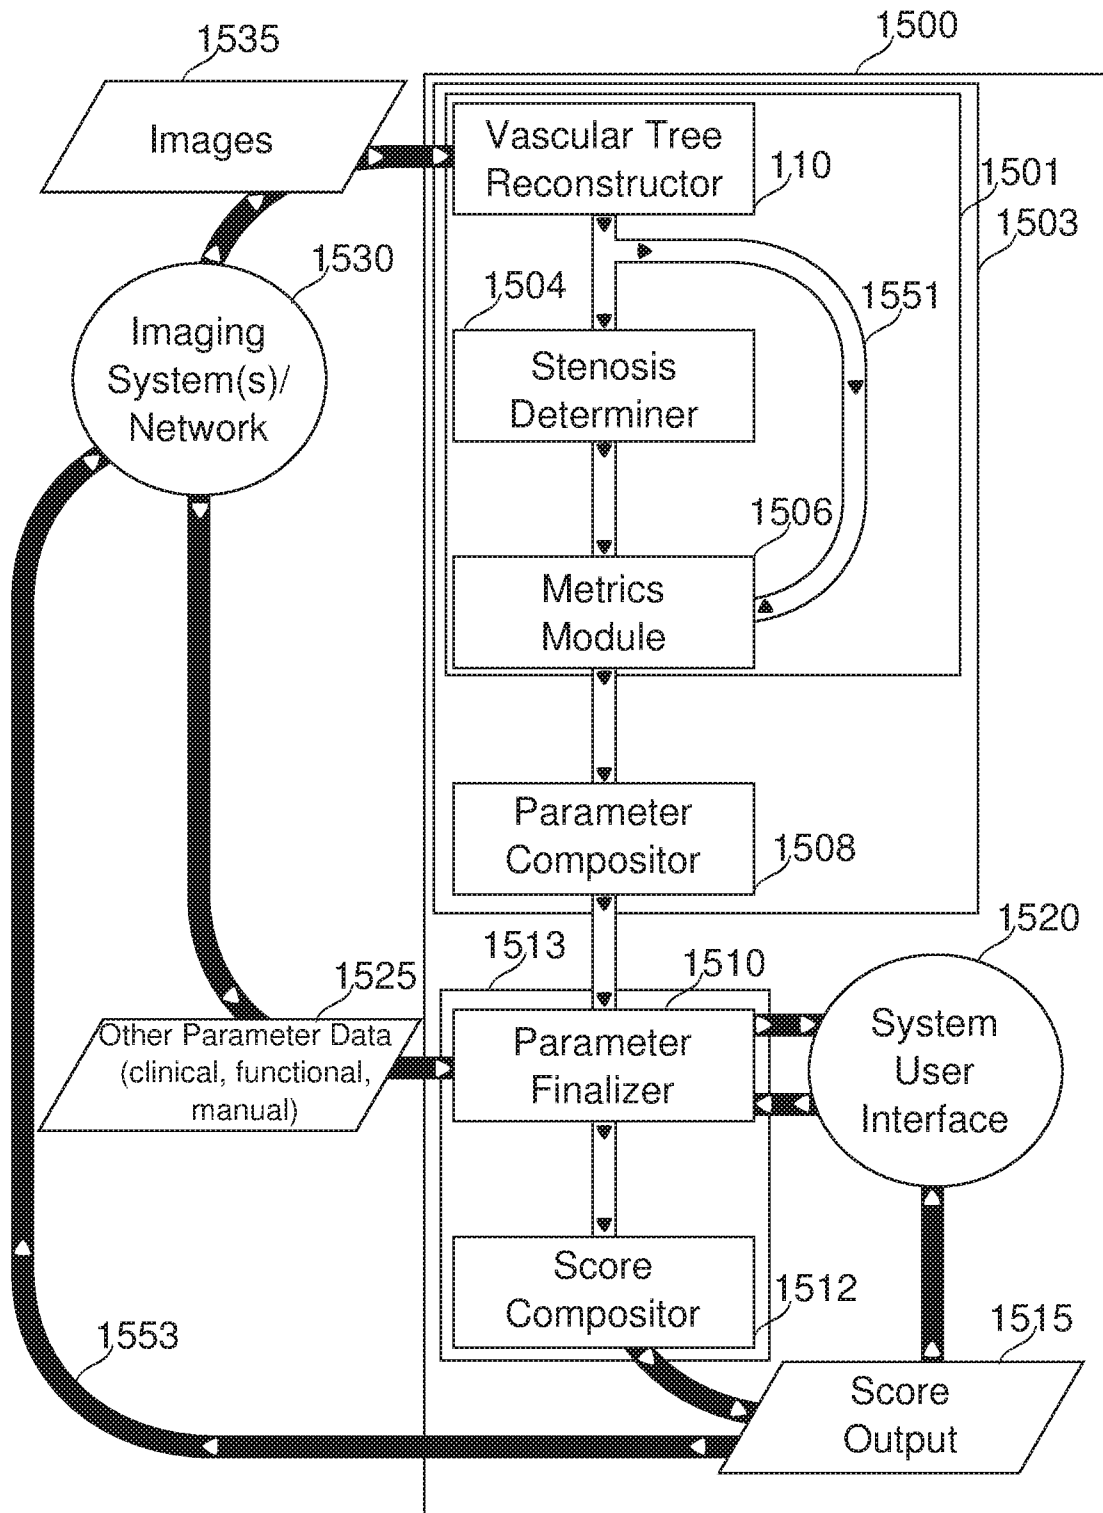 1500
1535
Images
Vascular Tree
Reconstructor
110
1501
1503
1530
1504
1551
Imaging
System(s)/
Network
Stenosis
Determiner
1506
Metrics
Module
Parameter
Compositor
1508
1520
1513
1510
1525
Other Parameter Data
(clinical, functional,
manual)
Parameter
Finalizer
System
User
Interface
Score
Compositor
1512
1553
1515
Score
Output